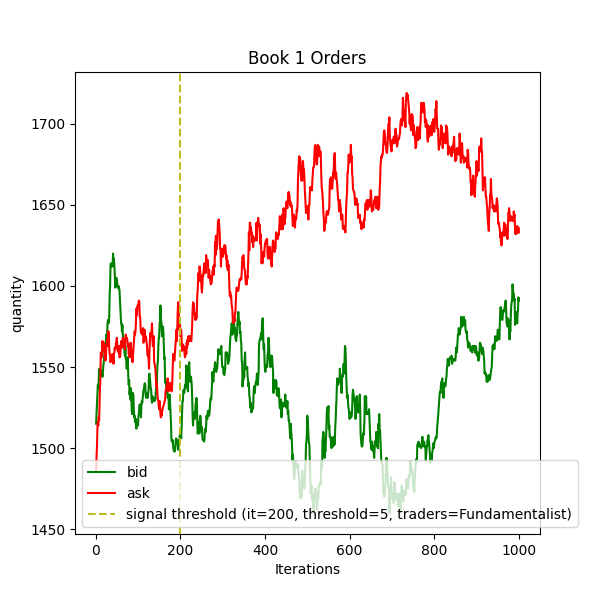 Book 1 Orders
quantity
1700
1650
1600
1550
1500
1450
bid
ask
signal threshold (it=200, threshold=5, traders=Fundamentalist)
0 200 400 600 800 1000
Iterations